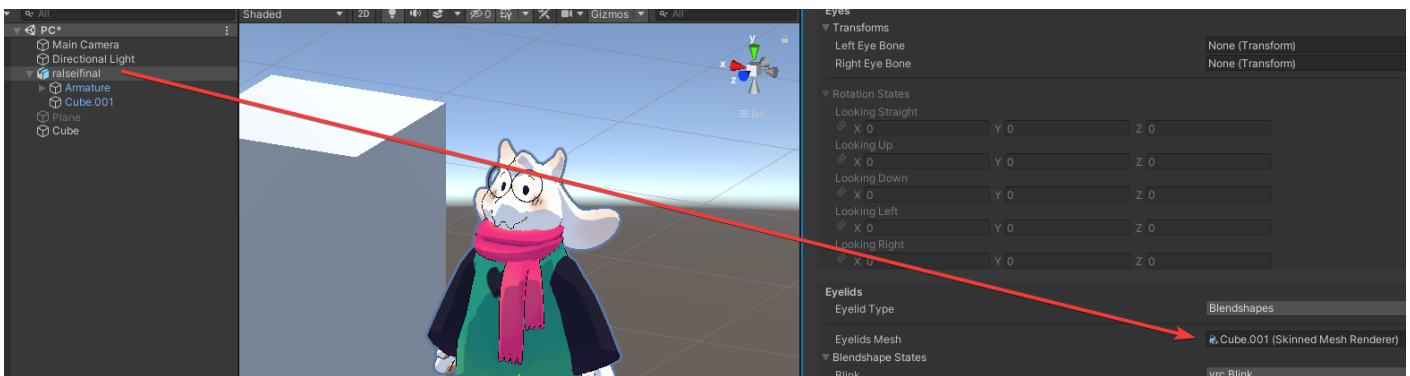 All
PC*
Main Camera
Directional Light
ralseifinal
Armature
Cube.001
Plane
Cube
Shaded
2D
0
Gizmos
All
y
x
z
Iso
Eyes
Transforms
Left Eye Bone None (Transform)
Right Eye Bone None (Transform)
Rotation States
Looking Straight
X 0 Y 0 Z 0
Looking Up
X 0 Y 0 Z 0
Looking Down
X 0 Y 0 Z 0
Looking Left
X 0 Y 0 Z 0
Looking Right
X 0 Y 0 Z 0
Eyelids
Eyelid Type Blendshapes
Eyelids Mesh Cube.001 (Skinned Mesh Renderer)
Blendshape States
Blink vrc.Blink